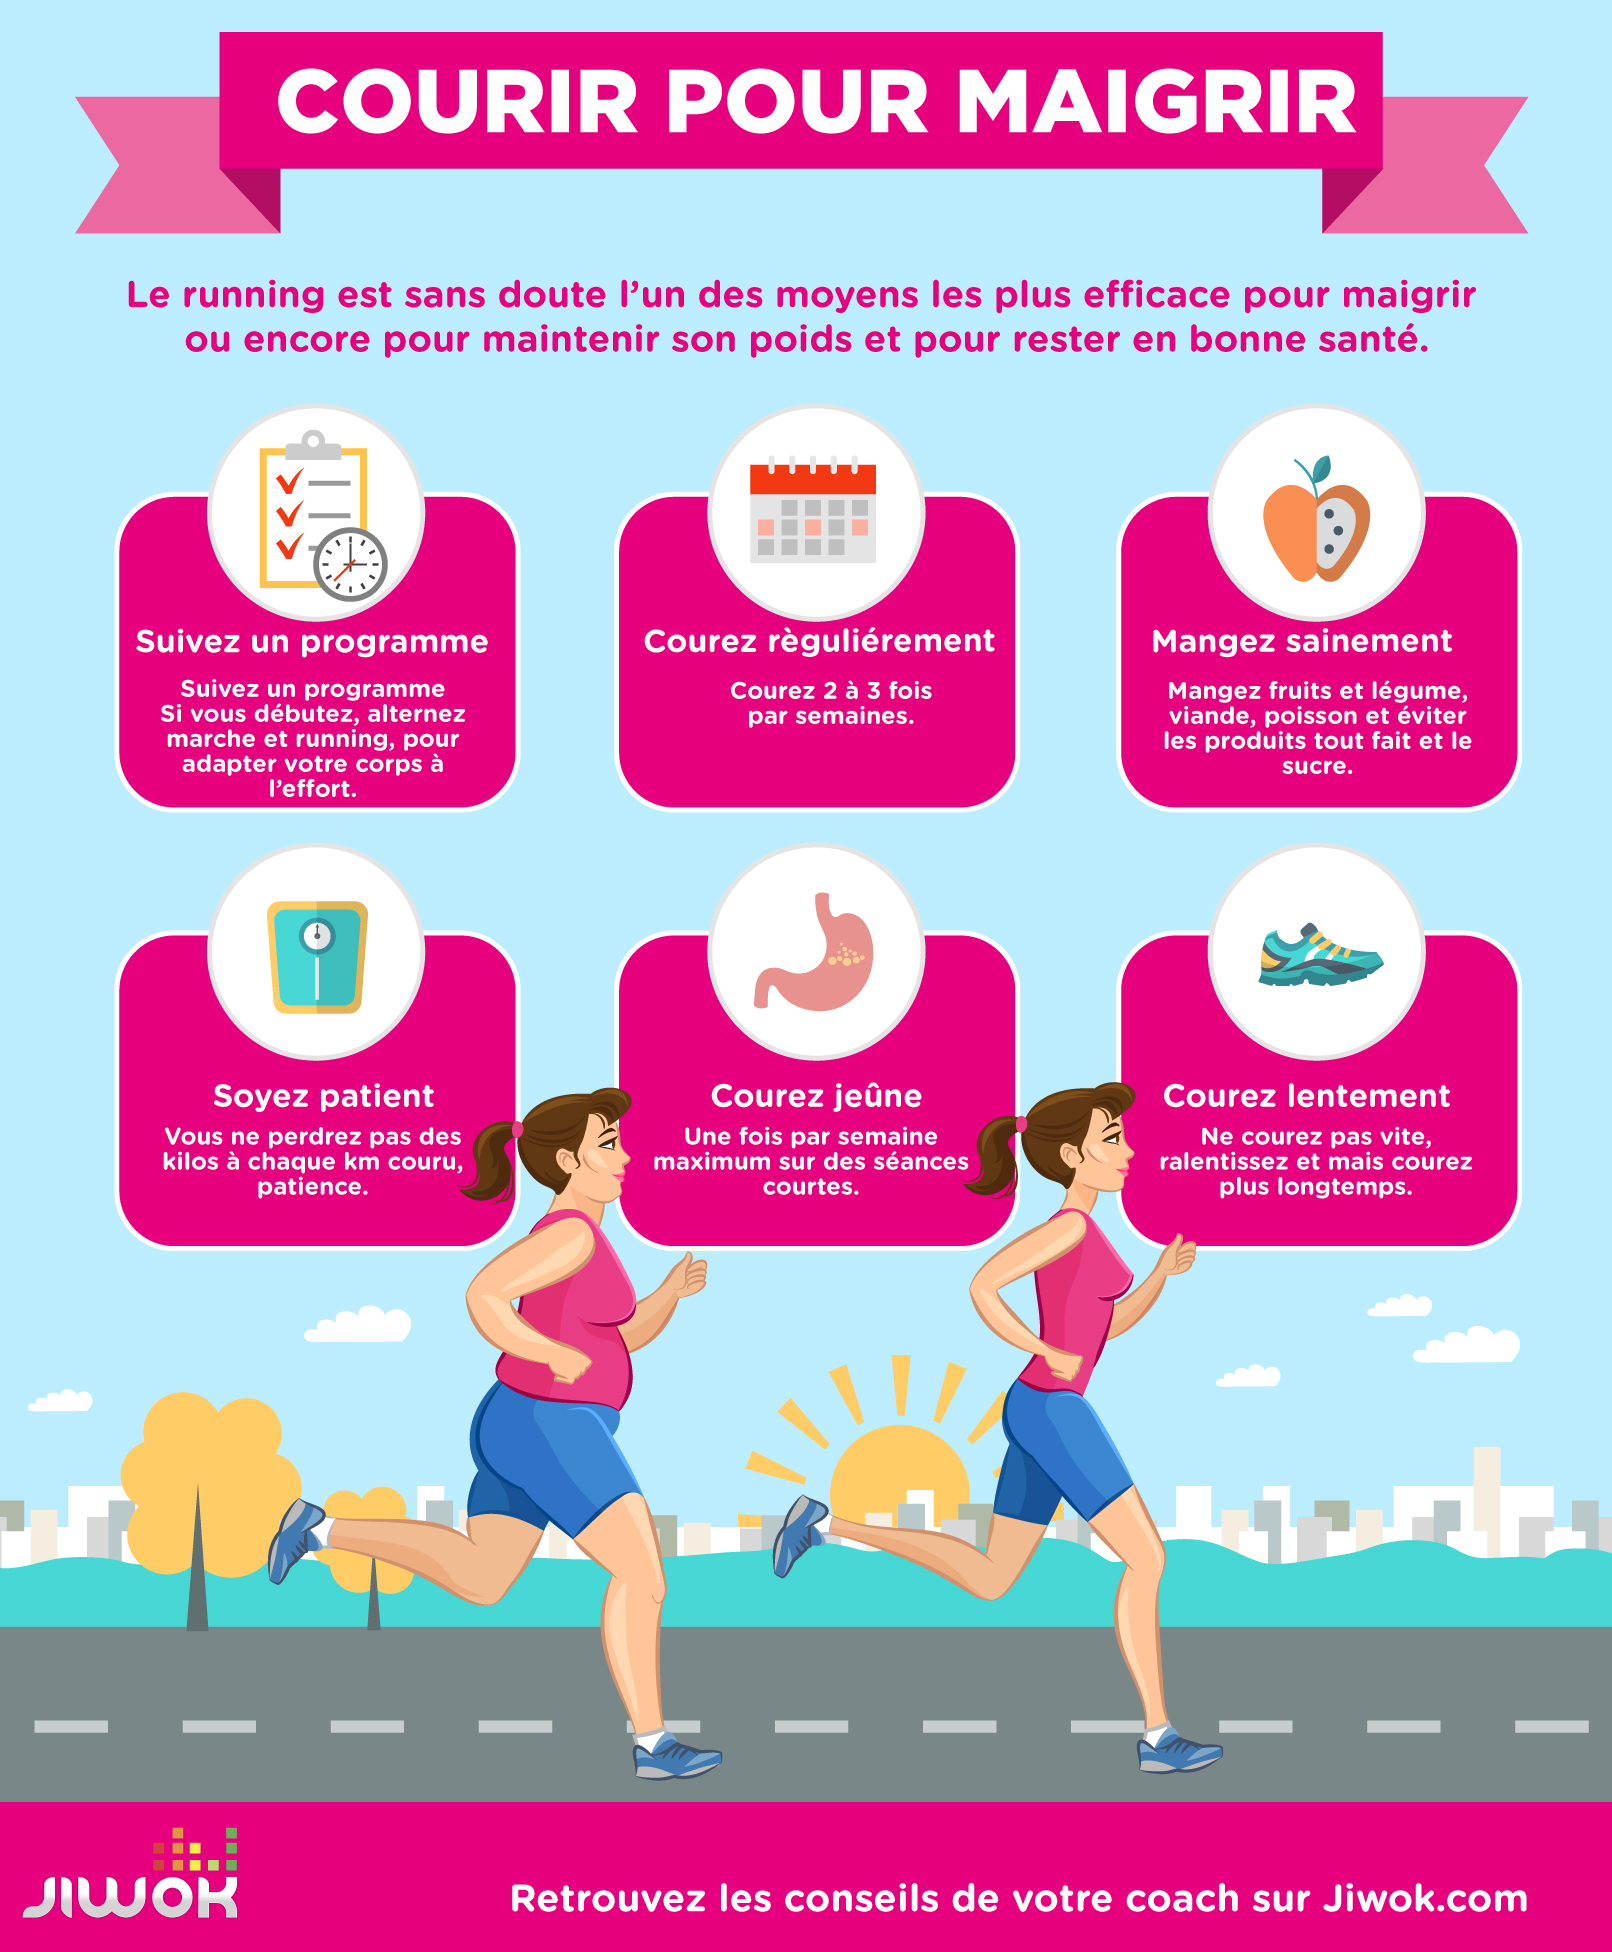 COURIR POUR MAIGRIR
Le running est sans doute l’un des moyens les plus efficace pour maigrir
ou encore pour maintenir son poids et pour rester en bonne santé.
Suivez un programme
Suivez un programme
Si vous débutez, alternez
marche et running, pour
adapter votre corps à
l’effort.
Courez règuliérement
Courez 2 à 3 fois
par semaines.
Mangez sainement
Mangez fruits et légume,
viande, poisson et éviter
les produits tout fait et le
sucre.
Soyez patient
Vous ne perdrez pas des
kilos à chaque km couru,
patience.
Courez jeûne
Une fois par semaine
maximum sur des séances
courtes.
Courez lentement
Ne courez pas vite,
ralentissez et mais courez
plus longtemps.
JIWOK
Retrouvez les conseils de votre coach sur Jiwok.com